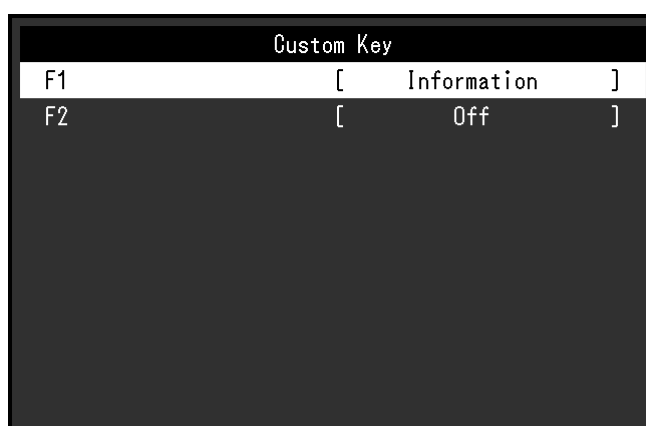 Custom Key
F1 [ Information ]
F2 [ Off ]